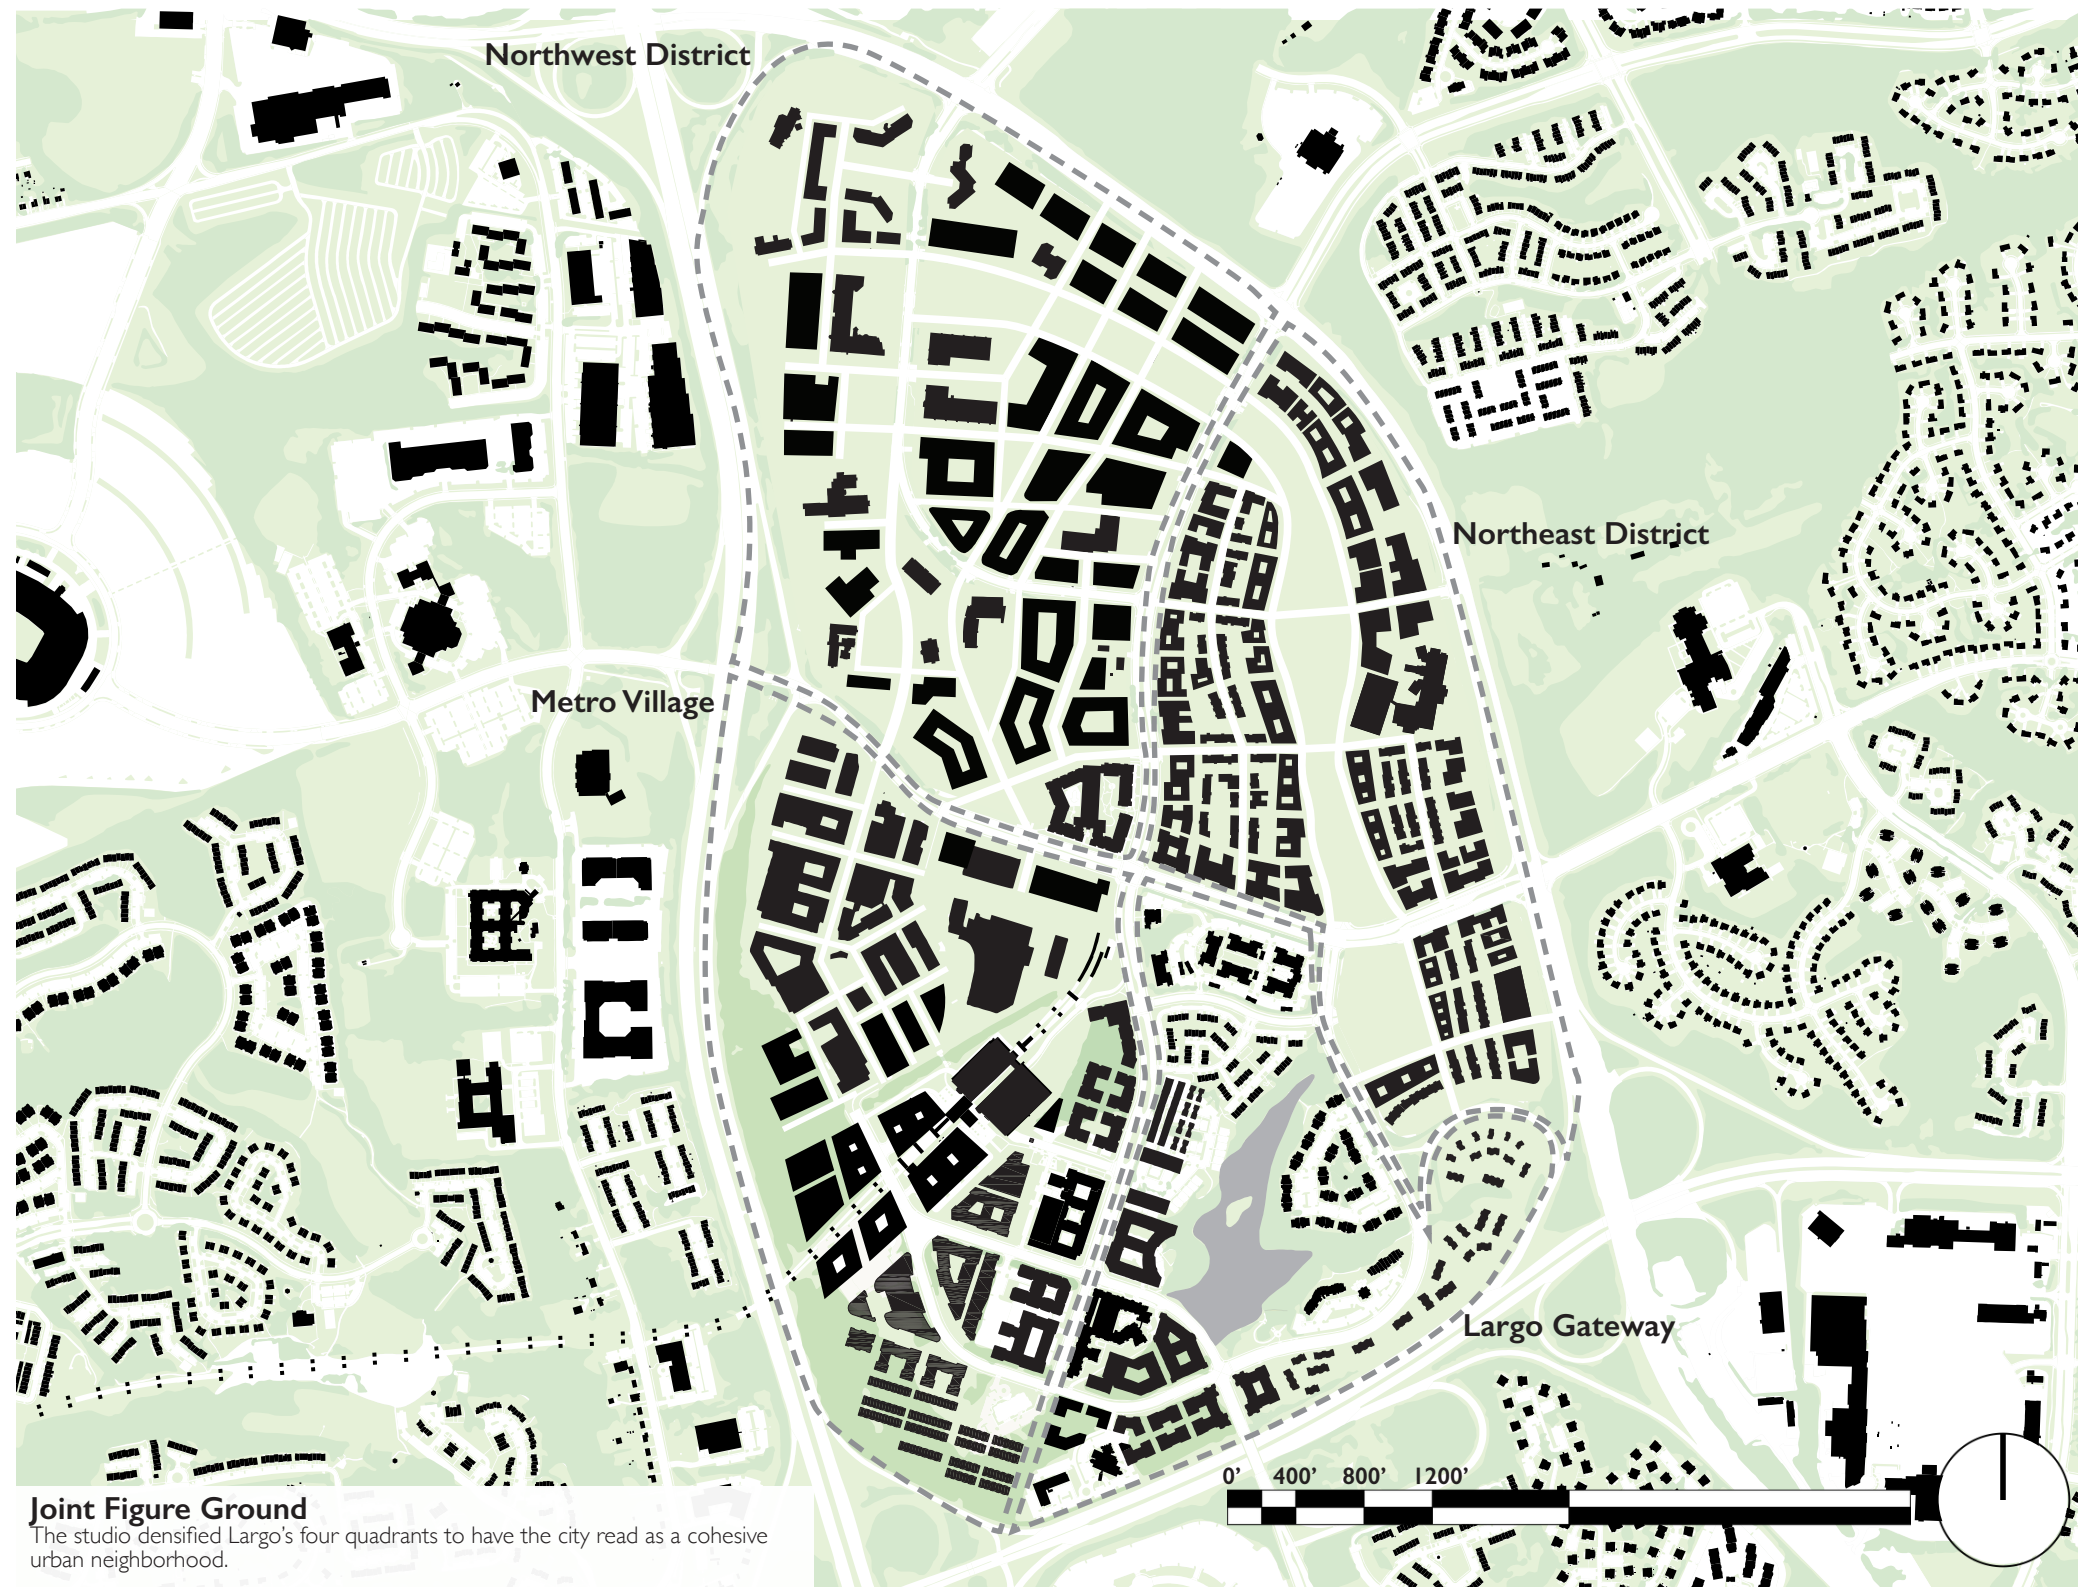 Northwest District
Northeast District
Metro Village
Largo Gateway
0’ 400’ 800’ 1200’
Joint Figure Ground
The studio densified Largo’s four quadrants to have the city read as a cohesive
urban neighborhood.